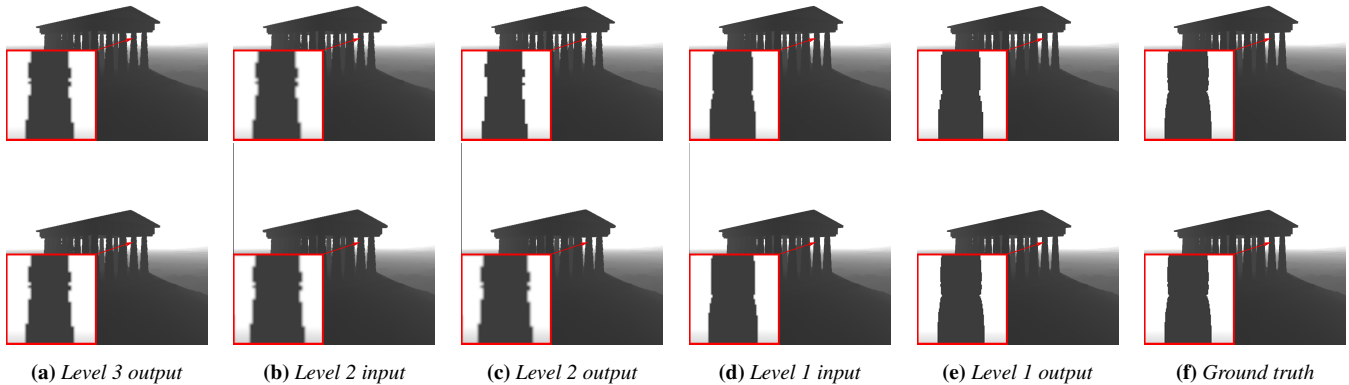 (a) Level 3 output
(b) Level 2 input
(c) Level 2 output
(d) Level 1 input
(e) Level 1 output
(f) Ground truth